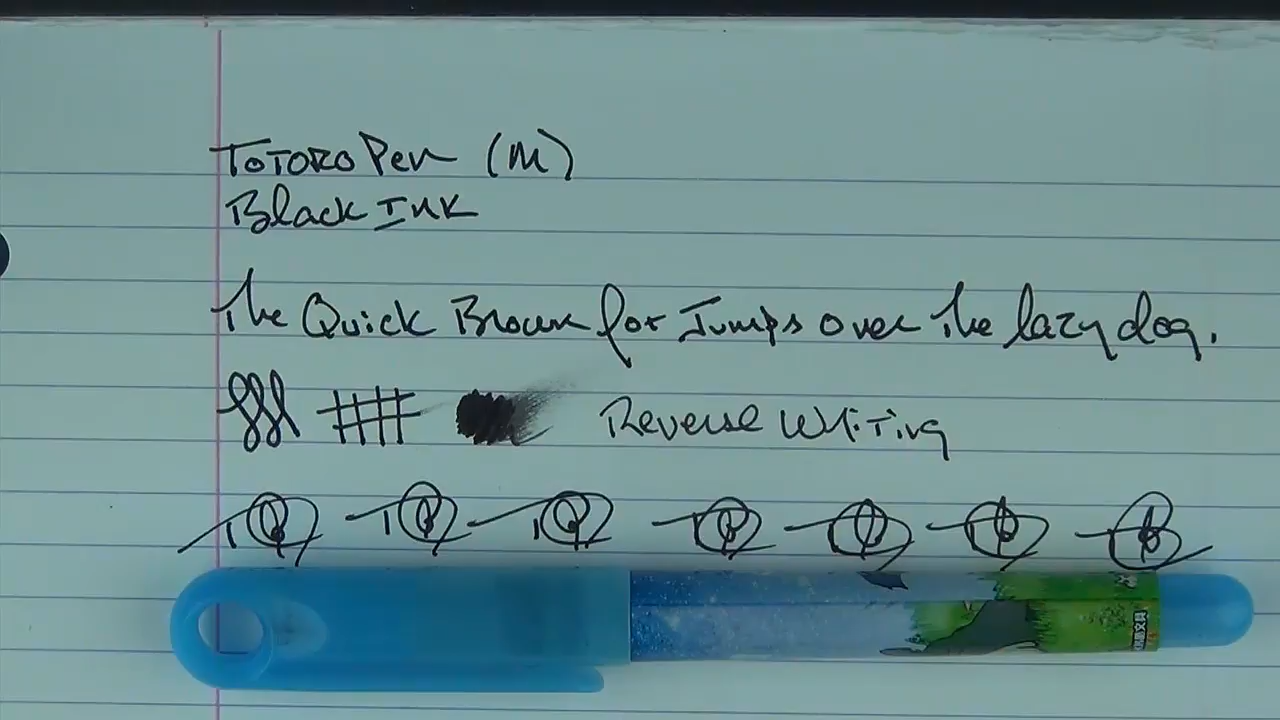 ToToRo Pen (M)
Black Ink
The Quick Brown fox Jumps over The lazy dog.
Reverse Writing